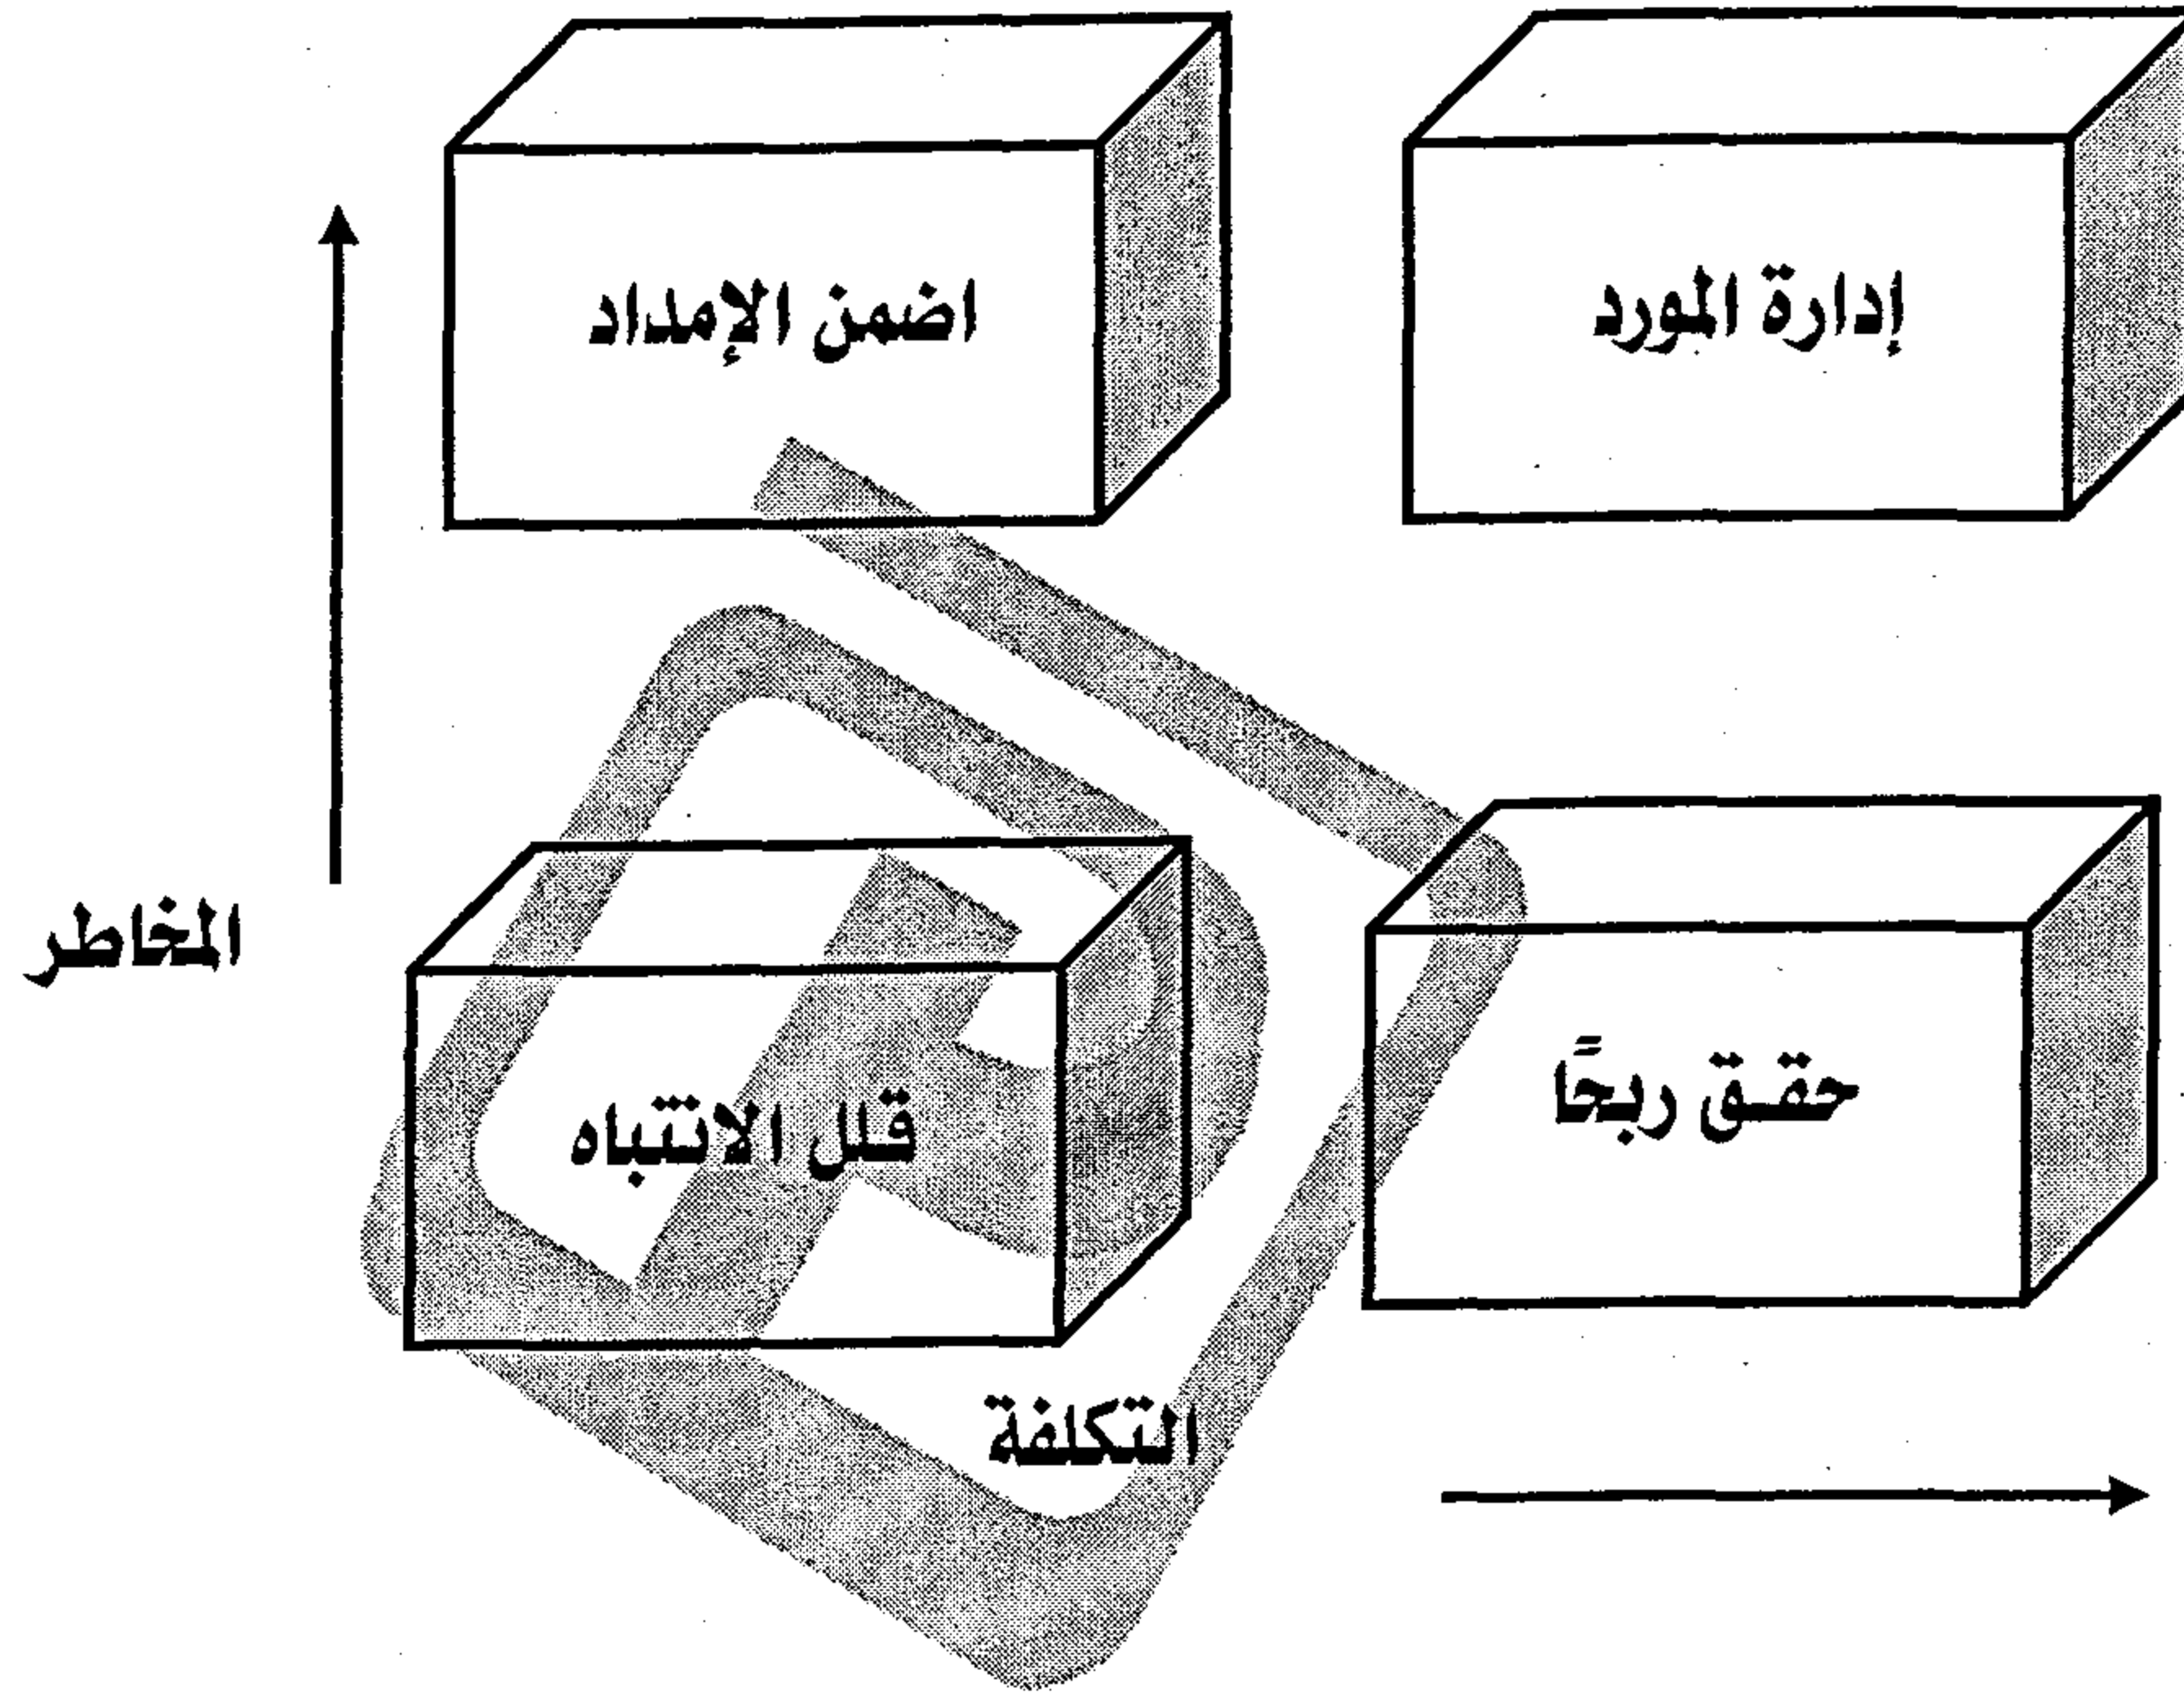 اضمن الإمداد
إدارة المورد
المخاطر
قلل الانتباه
حقق ربحًا
التكلفة